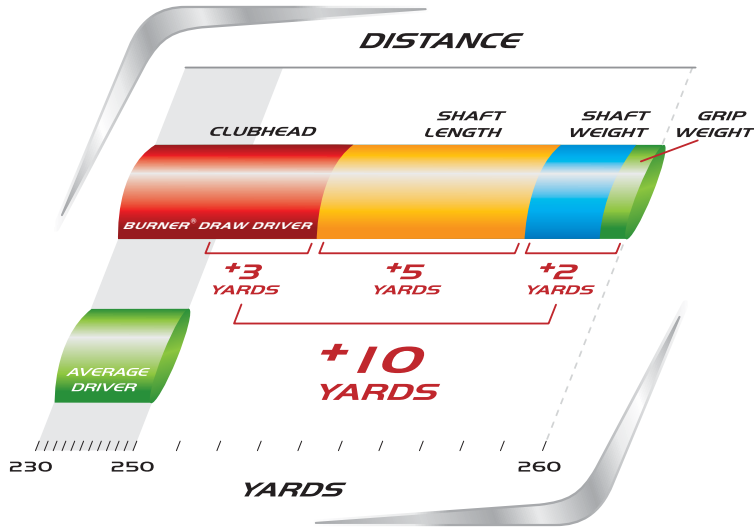 DISTANCE
CLUBHEAD
SHAFT
LENGTH
SHAFT
WEIGHT
GRIP
WEIGHT
BURNER® DRAW DRIVER
+3
YARDS
+5
YARDS
+2
YARDS
+10
YARDS
AVERAGE
DRIVER
230 250 260
YARDS